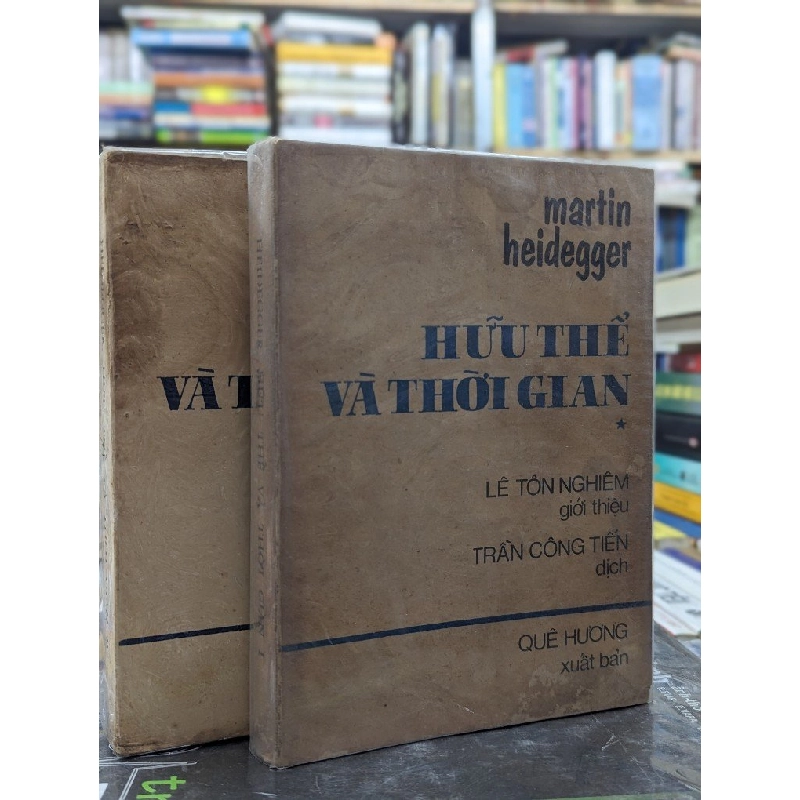 martin
heidegger
HỮU THỂ
VÀ THỜI GIAN
*
LÊ TÔN NGHIÊM
giới thiệu
TRẦN CÔNG TIẾN
dịch
QUÊ HƯƠNG
xuất bản
VÀ T